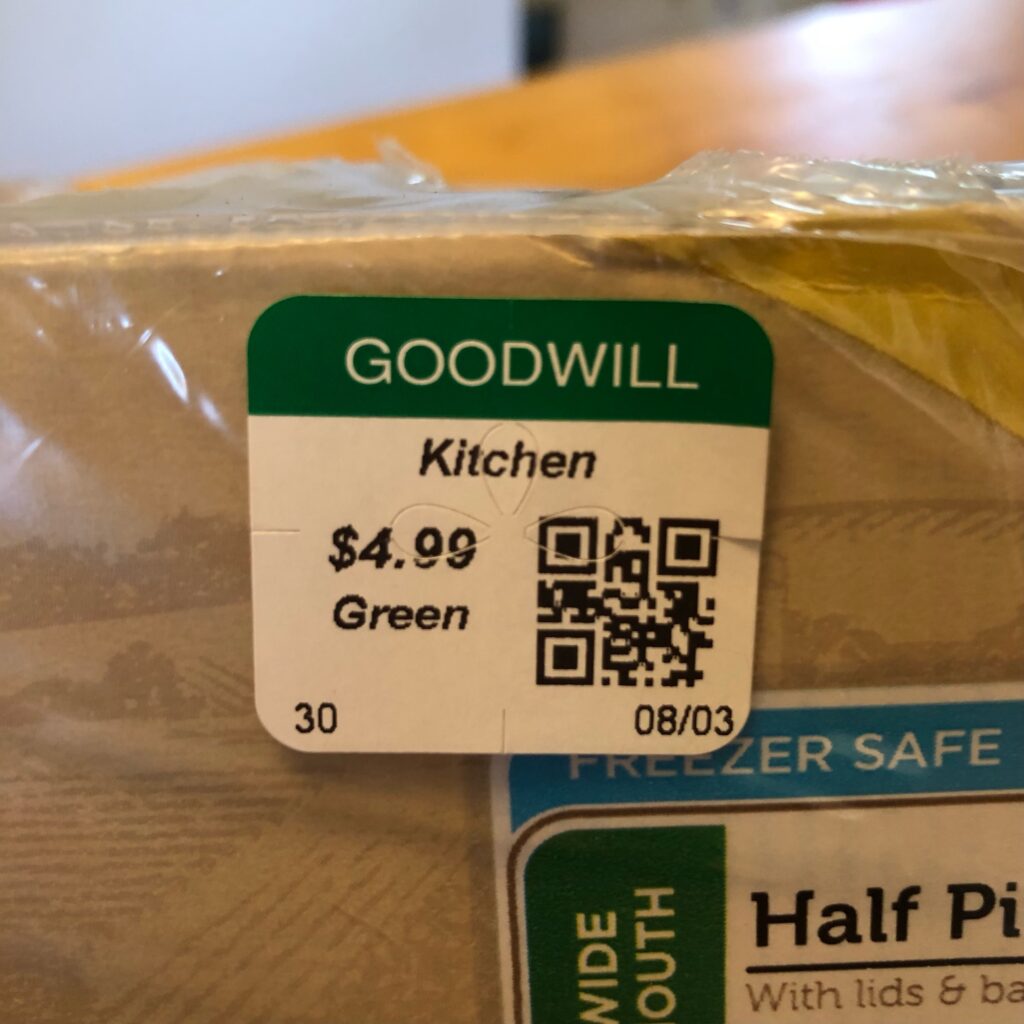 GOODWILL
Kitchen
$4.99
Green
30 08/03
FREEZER SAFE
WIDE
MOUTH
Half Pi
With lids & ba